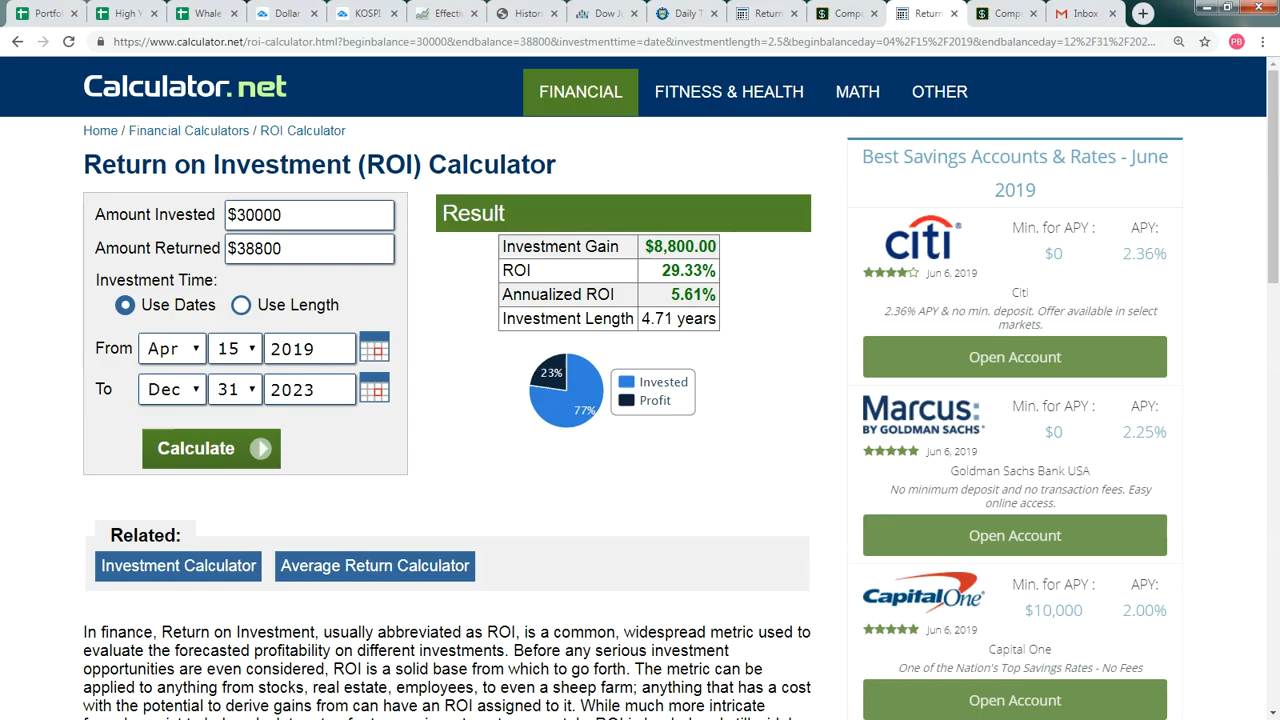 Portfo
High Y
Whale
Dollar
KOSPI
Effecti
Histor
Dow Jo
Daily T
Return
Compo
Return
Comp
Inbox
https://www.calculator.net/roi-calculator.html?beginbalance=30000&endbalance=38800&investmenttime=date&investmentlength=2.5&beginbalanceday=04%2F15%2F2019&endbalanceday=12%2F31%2F202...
PB
Calculator.net
FINANCIAL
FITNESS & HEALTH
MATH
OTHER
Home / Financial Calculators / ROI Calculator
Return on Investment (ROI) Calculator
Amount Invested $30000
Amount Returned $38800
Investment Time:
Use Dates Use Length
From Apr 15 2019
To Dec 31 2023
Calculate
Result
Investment Gain $8,800.00
ROI 29.33%
Annualized ROI 5.61%
Investment Length 4.71 years
23%
77%
Invested
Profit
Related:
Investment Calculator
Average Return Calculator
In finance, Return on Investment, usually abbreviated as ROI, is a common, widespread metric used to
evaluate the forecasted profitability on different investments. Before any serious investment
opportunities are even considered, ROI is a solid base from which to go forth. The metric can be
applied to anything from stocks, real estate, employees, to even a sheep farm; anything that has a cost
with the potential to derive gains from can have an ROI assigned to it. While much more intricate
Best Savings Accounts & Rates - June
2019
citi
Jun 6, 2019
Min. for APY :
$0
APY:
2.36%
Citi
2.36% APY & no min. deposit. Offer available in select
markets.
Open Account
Marcus:
BY GOLDMAN SACHS
Jun 6, 2019
Min. for APY :
$0
APY:
2.25%
Goldman Sachs Bank USA
No minimum deposit and no transaction fees. Easy
online access.
Open Account
Capital One
Jun 6, 2019
Min. for APY :
$10,000
APY:
2.00%
Capital One
One of the Nation's Top Savings Rates - No Fees
Open Account